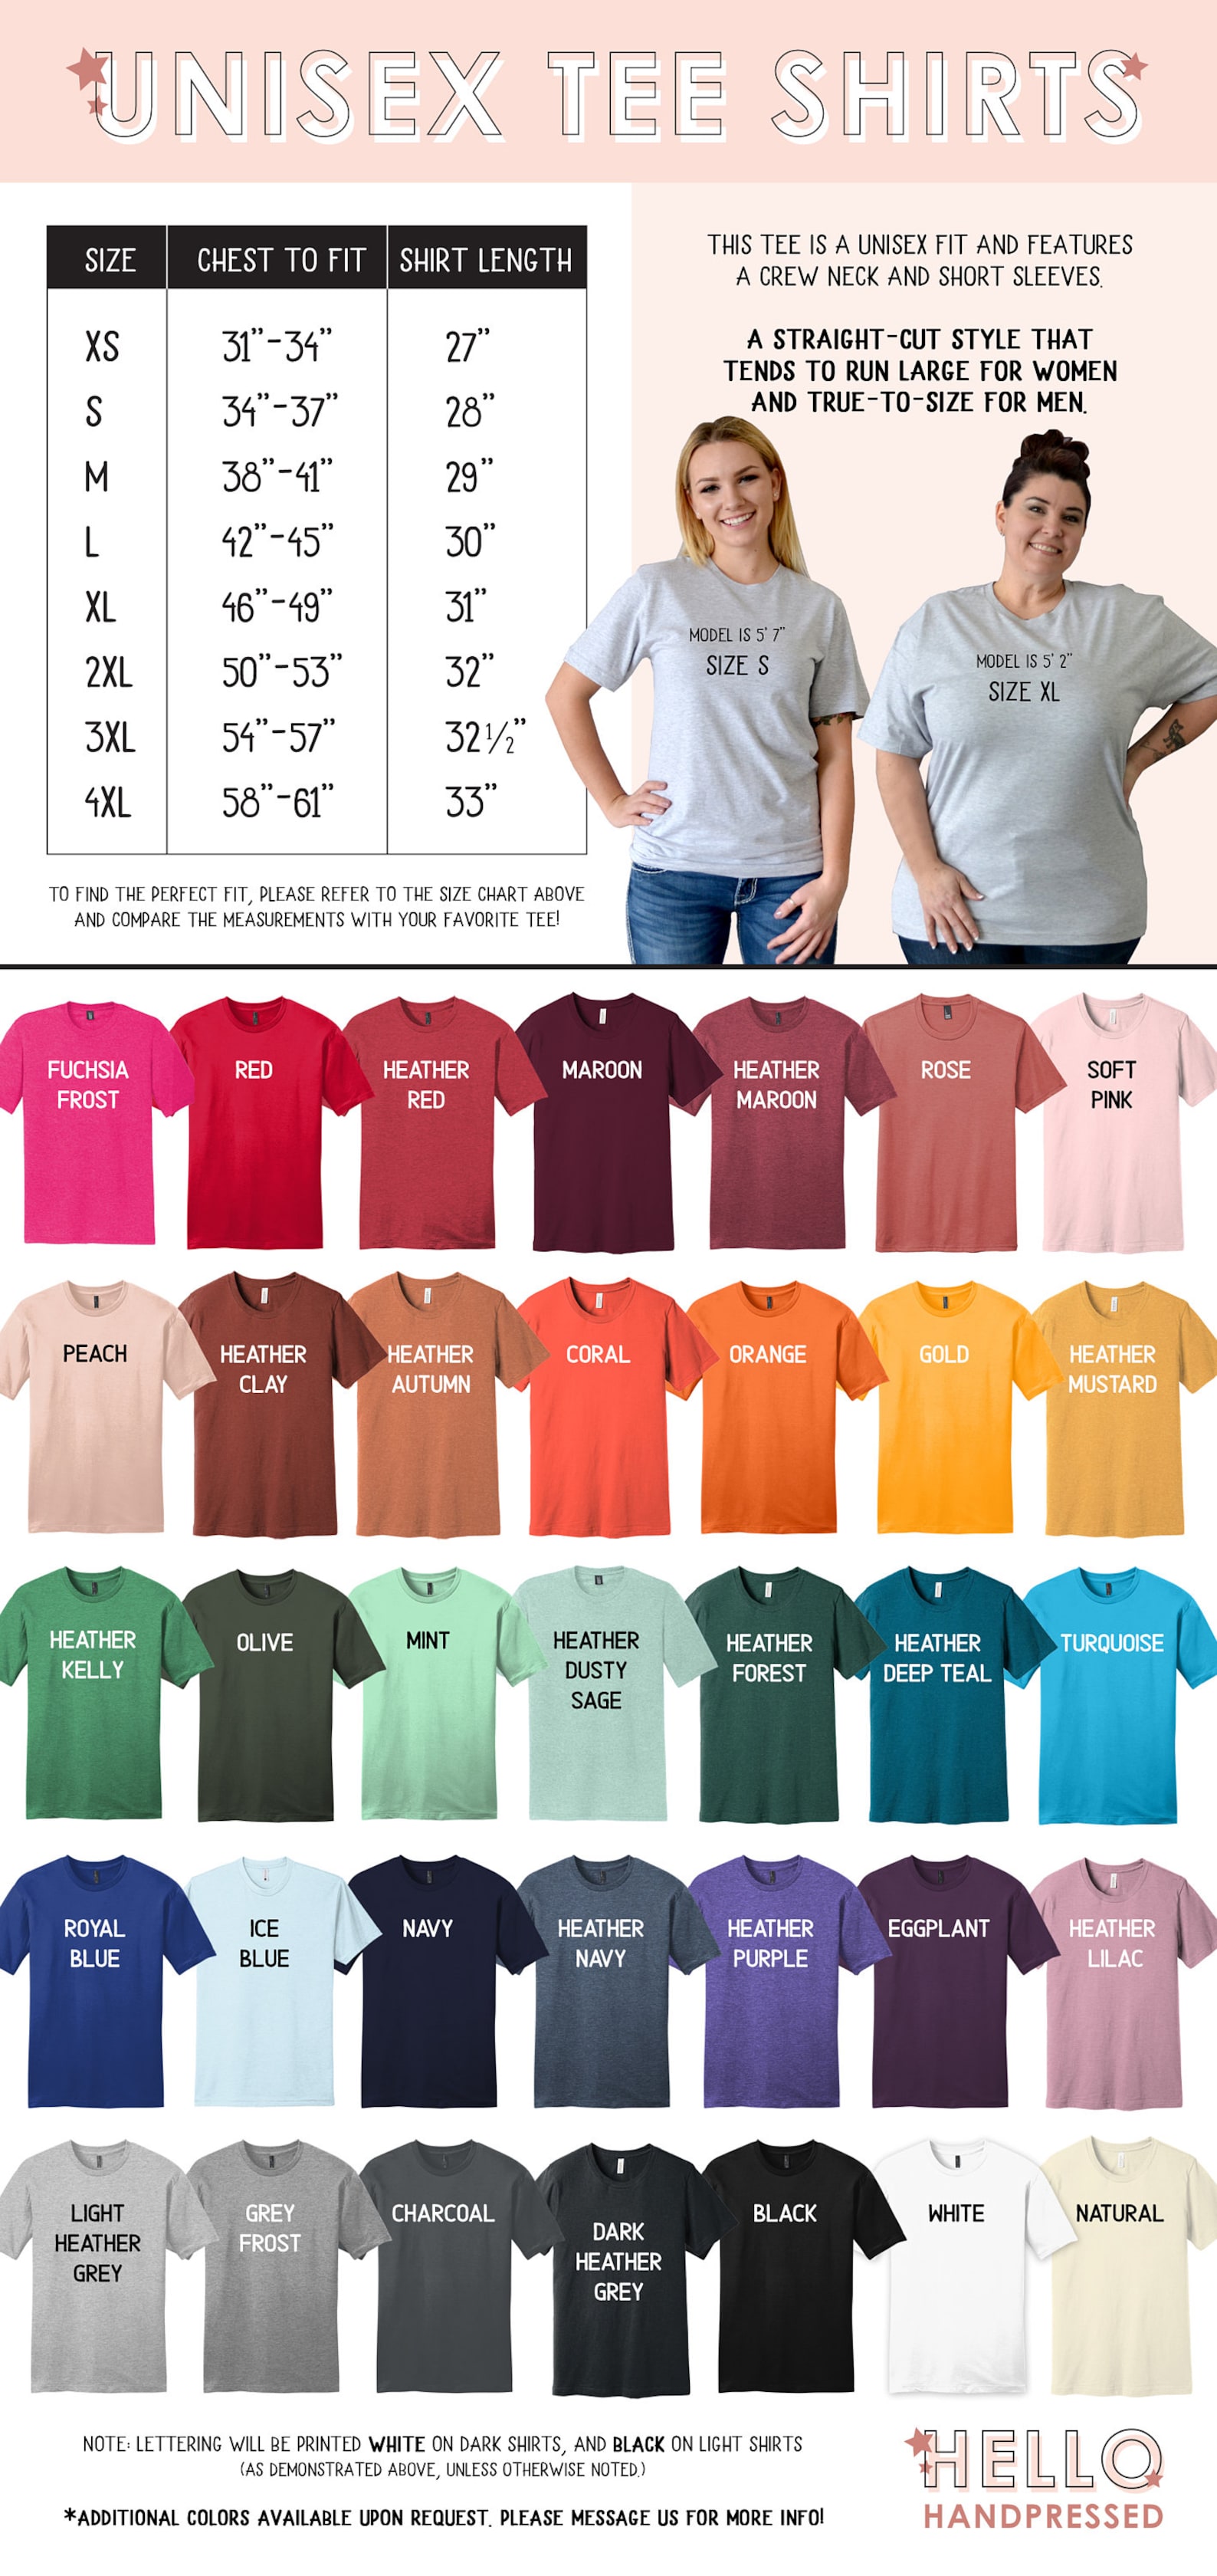 UNISEX TEE SHIRTS
SIZE CHEST TO FIT SHIRT LENGTH
XS 31"-34" 27"
S 34"-37" 28"
M 38"-41" 29"
L 42"-45" 30"
XL 46"-49" 31"
2XL 50"-53" 32"
3XL 54"-57" 32 1/2"
4XL 58"-61" 33"
TO FIND THE PERFECT FIT, PLEASE REFER TO THE SIZE CHART ABOVE
AND COMPARE THE MEASUREMENTS WITH YOUR FAVORITE TEE!
THIS TEE IS A UNISEX FIT AND FEATURES
A CREW NECK AND SHORT SLEEVES.
A STRAIGHT-CUT STYLE THAT
TENDS TO RUN LARGE FOR WOMEN
AND TRUE-TO-SIZE FOR MEN.
MODEL IS 5' 7"
SIZE S
MODEL IS 5' 2"
SIZE XL
FUCHSIA
FROST
RED
HEATHER
RED
MAROON
HEATHER
MAROON
ROSE
SOFT
PINK
PEACH
HEATHER
CLAY
HEATHER
AUTUMN
CORAL
ORANGE
GOLD
HEATHER
MUSTARD
HEATHER
KELLY
OLIVE
MINT
HEATHER
DUSTY
SAGE
HEATHER
FOREST
HEATHER
DEEP TEAL
TURQUOISE
ROYAL
BLUE
ICE
BLUE
NAVY
HEATHER
NAVY
HEATHER
PURPLE
EGGPLANT
HEATHER
LILAC
LIGHT
HEATHER
GREY
GREY
FROST
CHARCOAL
DARK
HEATHER
GREY
BLACK
WHITE
NATURAL
NOTE: LETTERING WILL BE PRINTED WHITE ON DARK SHIRTS, AND BLACK ON LIGHT SHIRTS
(AS DEMONSTRATED ABOVE, UNLESS OTHERWISE NOTED.)
*ADDITIONAL COLORS AVAILABLE UPON REQUEST. PLEASE MESSAGE US FOR MORE INFO!
HELLO
HANDPRESSED